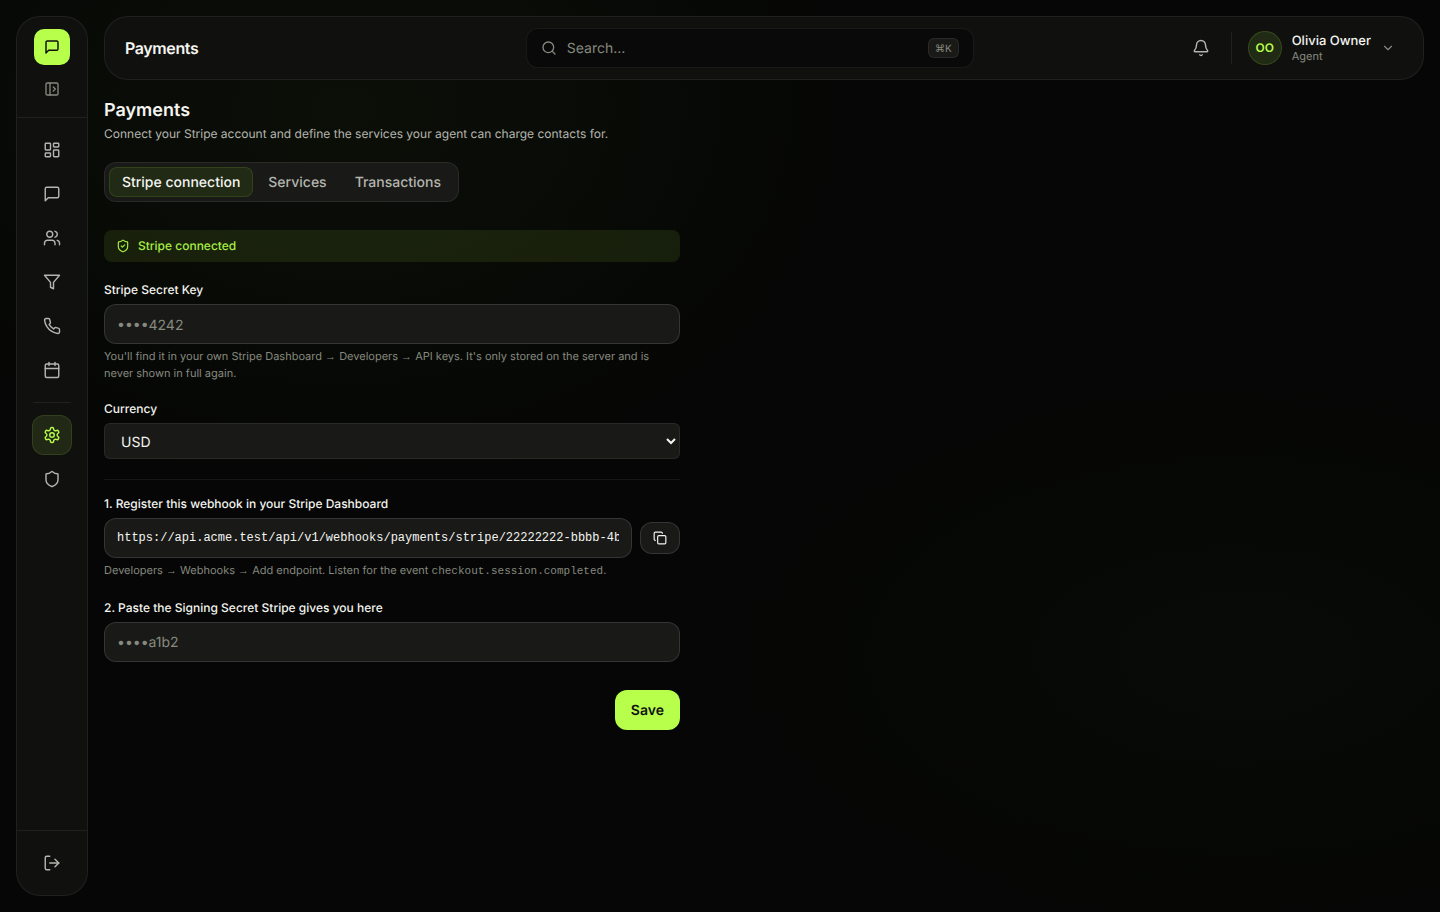 Payments
Search...
⌘K
OO
Olivia Owner
Agent
Payments
Connect your Stripe account and define the services your agent can charge contacts for.
Stripe connection
Services
Transactions
Stripe connected
Stripe Secret Key
••••4242
You'll find it in your own Stripe Dashboard → Developers → API keys. It's only stored on the server and is
never shown in full again.
Currency
USD
1. Register this webhook in your Stripe Dashboard
https://api.acme.test/api/v1/webhooks/payments/stripe/22222222-bbbb-4b
Developers → Webhooks → Add endpoint. Listen for the event checkout.session.completed.
2. Paste the Signing Secret Stripe gives you here
••••a1b2
Save